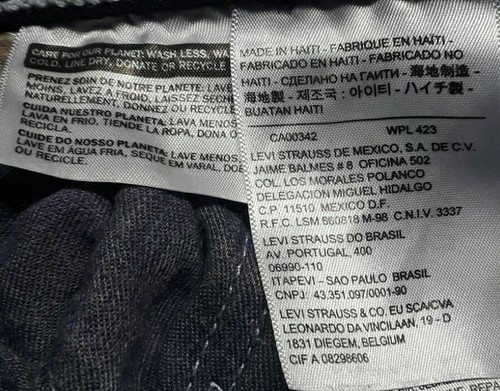 CARE FOR OUR PLANET: WASH LESS, WA
COLD, LINE DRY, DONATE OR RECYCLE
PRENEZ SOIN DE NOTRE PLANETE: LAVE
MOINS, LAVEZ A FROID, LAISSEZ SECH
NATURELLEMENT, DONNEZ OU RECYCLE
CUIDA NUESTRO PLANETA: LAVA MENOS,
LAVA EN FRIO, TIENDE LA ROPA, DONA O
CUIDE DO NOSSO PLANETA: LAVE MENOS
LAVE EM ÁGUA FRIA, SEQUE EM VARAL, DOE
OU RECICLE.
MADE IN HAITI - FABRIQUE EN HAITI -
FABRICADO EN HAITI - FABRICADO NO
HAITI - СДЕЛАНО НА ГАИТИ - 海地制造 -
海地製 - 제조국 : 아이티 - ハイチ製 -
BUATAN HAITI
CA00342 WPL 423
LEVI STRAUSS DE MEXICO, S.A. DE C.V.
JAIME BALMES # 8 OFICINA 502
COL. LOS MORALES POLANCO
DELEGACION MIGUEL HIDALGO
C.P. 11510 MEXICO D.F.
R.F.C. LSM 660818 M-98 C.N.I.V. 3337
LEVI STRAUSS DO BRASIL
AV. PORTUGAL, 400
06990-110
ITAPEVI - SAO PAULO BRASIL
CNPJ: 43.351.097/0001-90
LEVI STRAUSS & CO. EU SCA/CVA
LEONARDO DA VINCILAAN, 19 - D
1831 DIEGEM, BELGIUM
CIF A 08298606